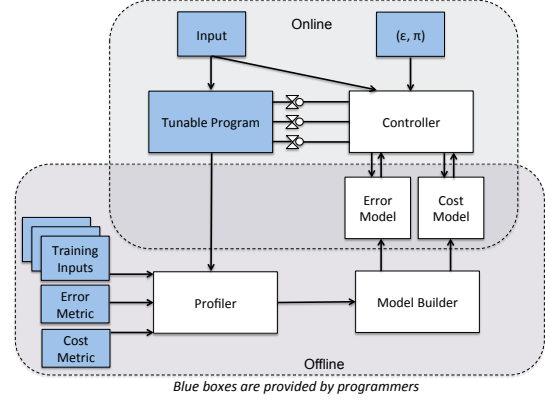 Online
Input
(ε, π)
Tunable Program
Controller
Error
Model
Cost
Model
Training
Inputs
Error
Metric
Cost
Metric
Profiler
Model Builder
Offline
Blue boxes are provided by programmers